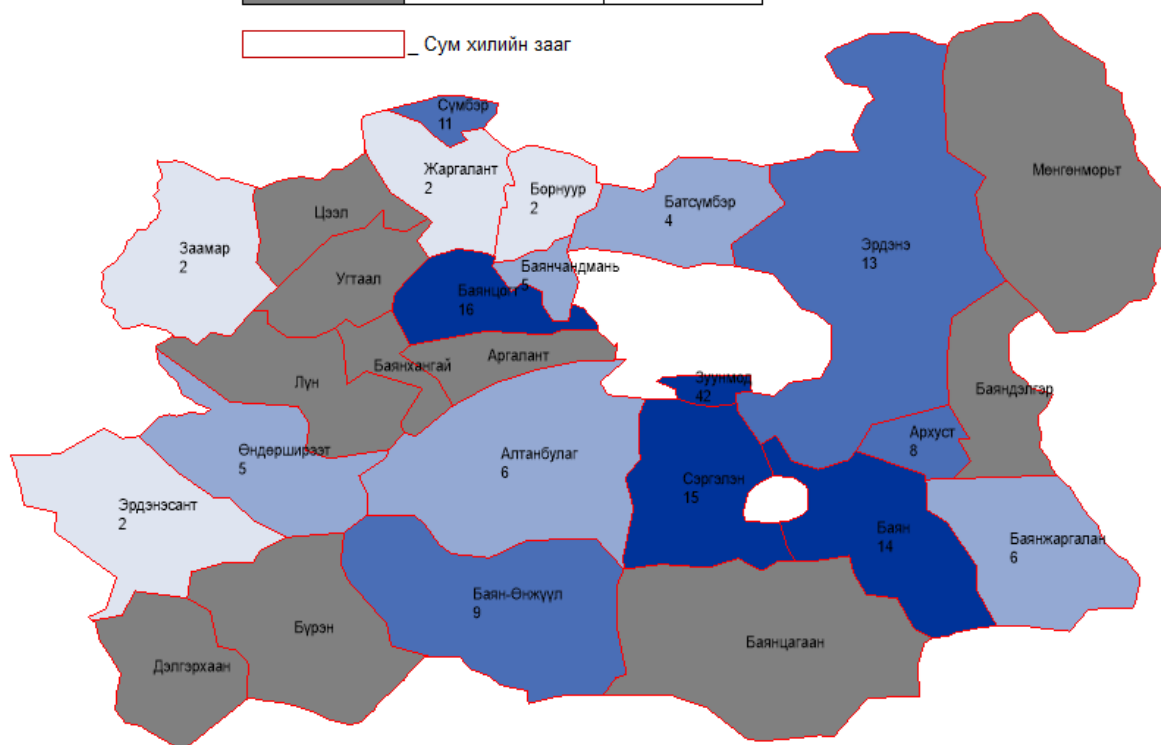 _ Сум хилийн зааг
Сүмбэр
11
Жаргалант
2
Борнуур
2
Батсүмбэр
4
Мөнгөнморьт
Цээл
Заамар
2
Угтаал
Эрдэнэ
13
Баянчандмань
5
Баянцогт
16
Аргалант
Баянхангай
Лүн
Зуунмод
42
Баяндэлгэр
Өндөрширээт
5
Алтанбулаг
6
Архуст
8
Сэргэлэн
15
Эрдэнэсант
2
Баян
14
Баянжаргалан
6
Баян-Өнжүүл
9
Бүрэн
Баянцагаан
Дэлгэрхаан